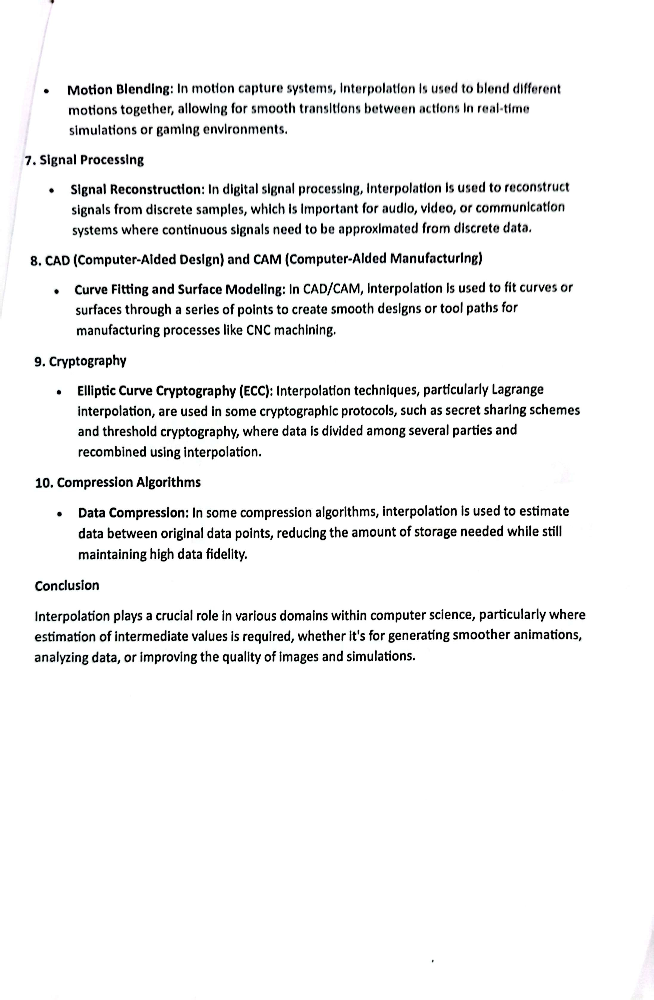 • Motion Blending: In motion capture systems, interpolation is used to blend different
motions together, allowing for smooth transitions between actions in real-time
simulations or gaming environments.
7. Signal Processing
• Signal Reconstruction: In digital signal processing, interpolation is used to reconstruct
signals from discrete samples, which is important for audio, video, or communication
systems where continuous signals need to be approximated from discrete data.
8. CAD (Computer-Aided Design) and CAM (Computer-Aided Manufacturing)
• Curve Fitting and Surface Modeling: In CAD/CAM, interpolation is used to fit curves or
surfaces through a series of points to create smooth designs or tool paths for
manufacturing processes like CNC machining.
9. Cryptography
• Elliptic Curve Cryptography (ECC): Interpolation techniques, particularly Lagrange
interpolation, are used in some cryptographic protocols, such as secret sharing schemes
and threshold cryptography, where data is divided among several parties and
recombined using interpolation.
10. Compression Algorithms
• Data Compression: In some compression algorithms, interpolation is used to estimate
data between original data points, reducing the amount of storage needed while still
maintaining high data fidelity.
Conclusion
Interpolation plays a crucial role in various domains within computer science, particularly where
estimation of intermediate values is required, whether it's for generating smoother animations,
analyzing data, or improving the quality of images and simulations.